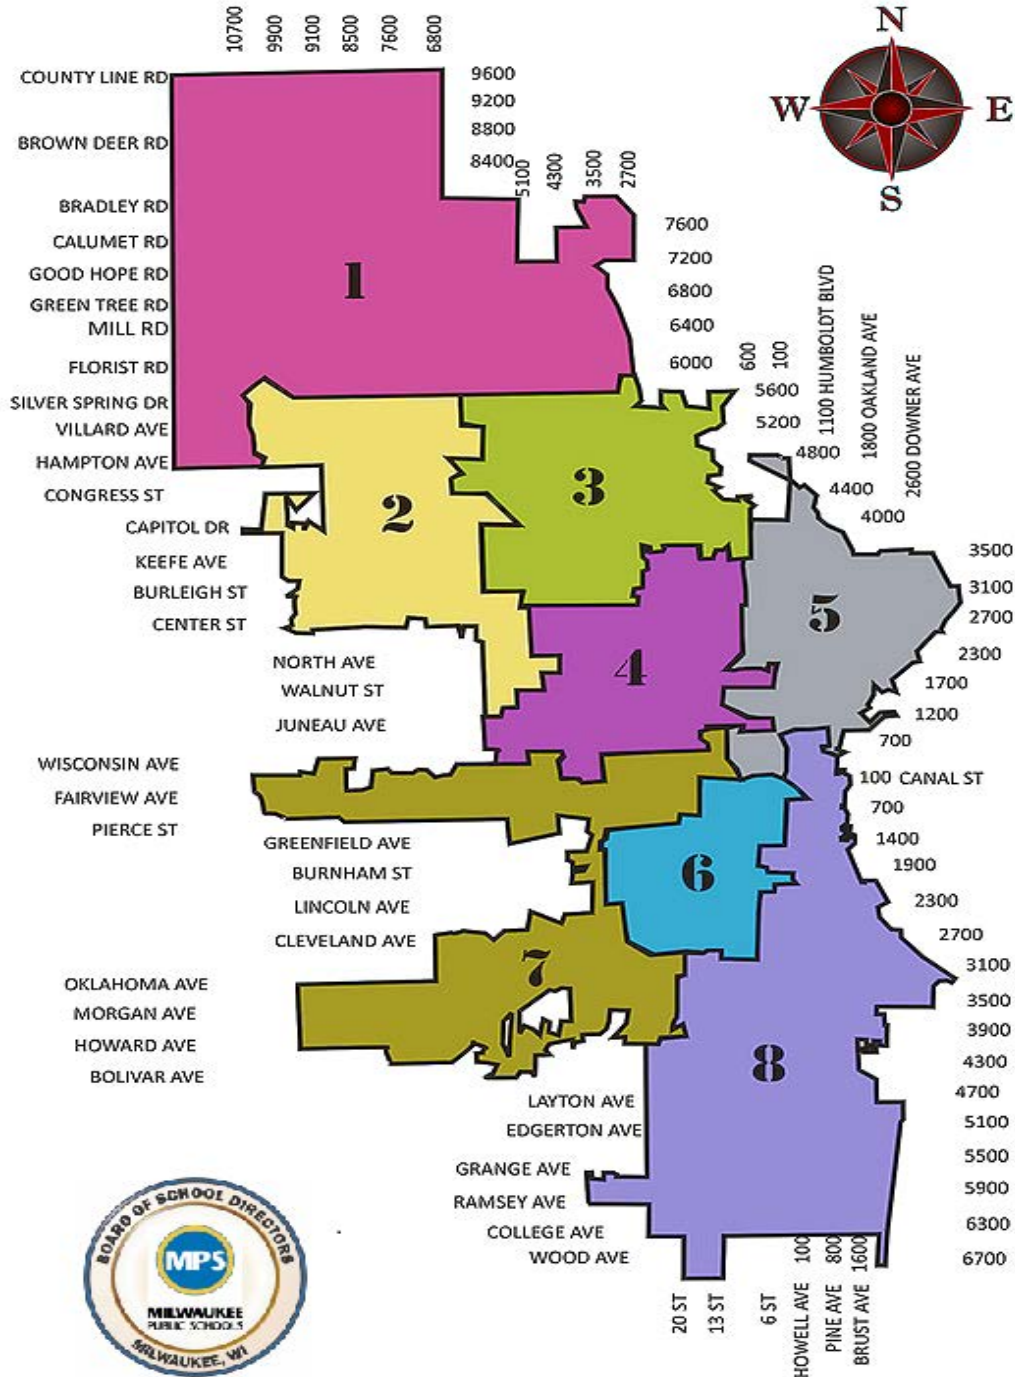 10700
9900
9100
8500
7600
6800
N
W
E
S
COUNTY LINE RD
9600
9200
BROWN DEER RD
8800
8400
5100
4300
3500
2700
BRADLEY RD
7600
CALUMET RD
7200
GOOD HOPE RD
1
6800
GREEN TREE RD
MILL RD
6400
FLORIST RD
6000
600
100
1100 HUMBOLDT BLVD
1800 OAKLAND AVE
2600 DOWNER AVE
SILVER SPRING DR
5600
VILLARD AVE
5200
HAMPTON AVE
4800
CONGRESS ST
3
4400
CAPITOL DR
2
4000
KEEFE AVE
3500
BURLEIGH ST
3100
CENTER ST
5
2700
NORTH AVE
4
2300
WALNUT ST
1700
JUNEAU AVE
1200
700
WISCONSIN AVE
100 CANAL ST
FAIRVIEW AVE
700
PIERCE ST
1400
GREENFIELD AVE
1900
BURNHAM ST
6
2300
LINCOLN AVE
2700
CLEVELAND AVE
7
3100
OKLAHOMA AVE
3500
MORGAN AVE
3900
HOWARD AVE
8
4300
BOLIVAR AVE
4700
LAYTON AVE
5100
EDGERTON AVE
5500
GRANGE AVE
5900
RAMSEY AVE
6300
COLLEGE AVE
WOOD AVE
6700
20 ST
13 ST
6 ST
HOWELL AVE 100
PINE AVE 800
BRUST AVE 1600
BOARD OF SCHOOL DIRECTORS
MPS
MILWAUKEE
PUBLIC SCHOOLS
MILWAUKEE, WI